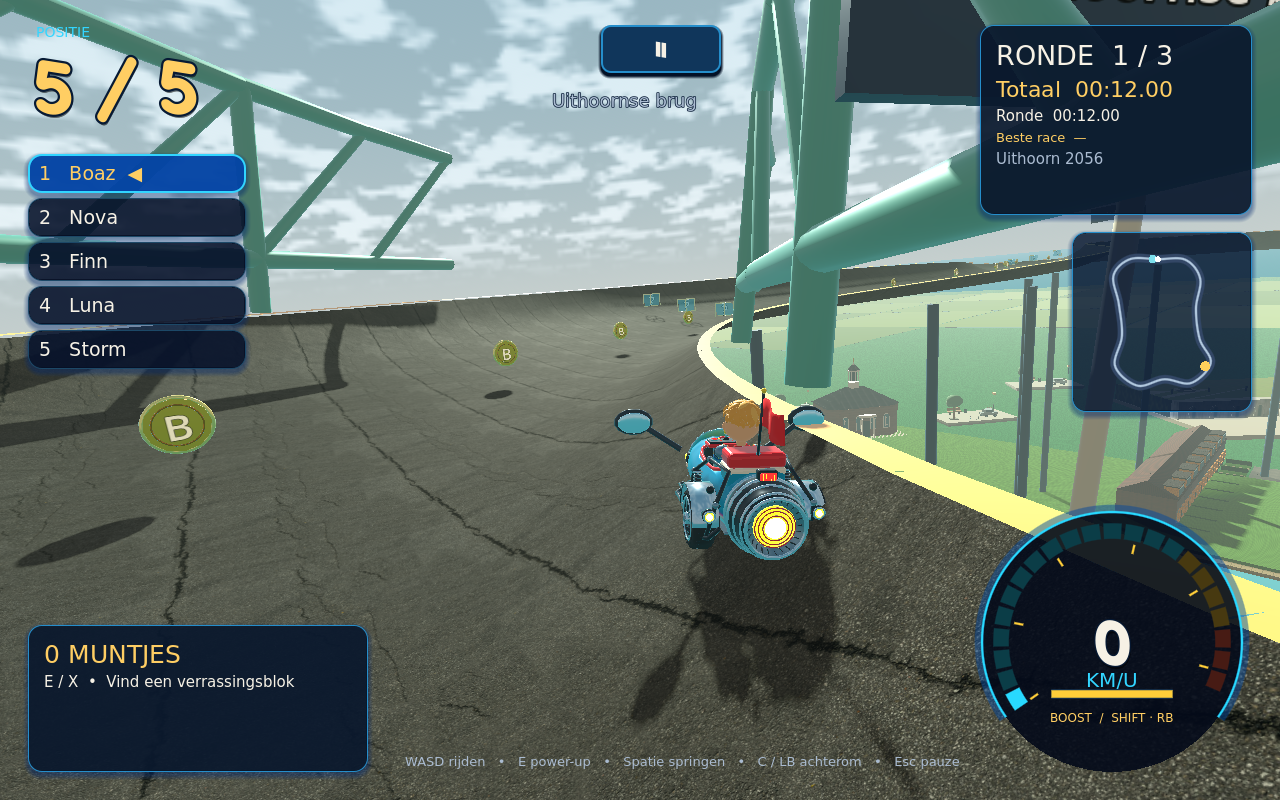 POSITIE
5 / 5
1 Boaz ◀
2 Nova
3 Finn
4 Luna
5 Storm
Uithoornse brug
RONDE 1 / 3
Totaal 00:12.00
Ronde 00:12.00
Beste race —
Uithoorn 2056
B
B
B
0 MUNTJES
E / X • Vind een verrassingsblok
0
KM/U
BOOST / SHIFT · RB
WASD rijden • E power-up • Spatie springen • C / LB achterom • Esc pauze